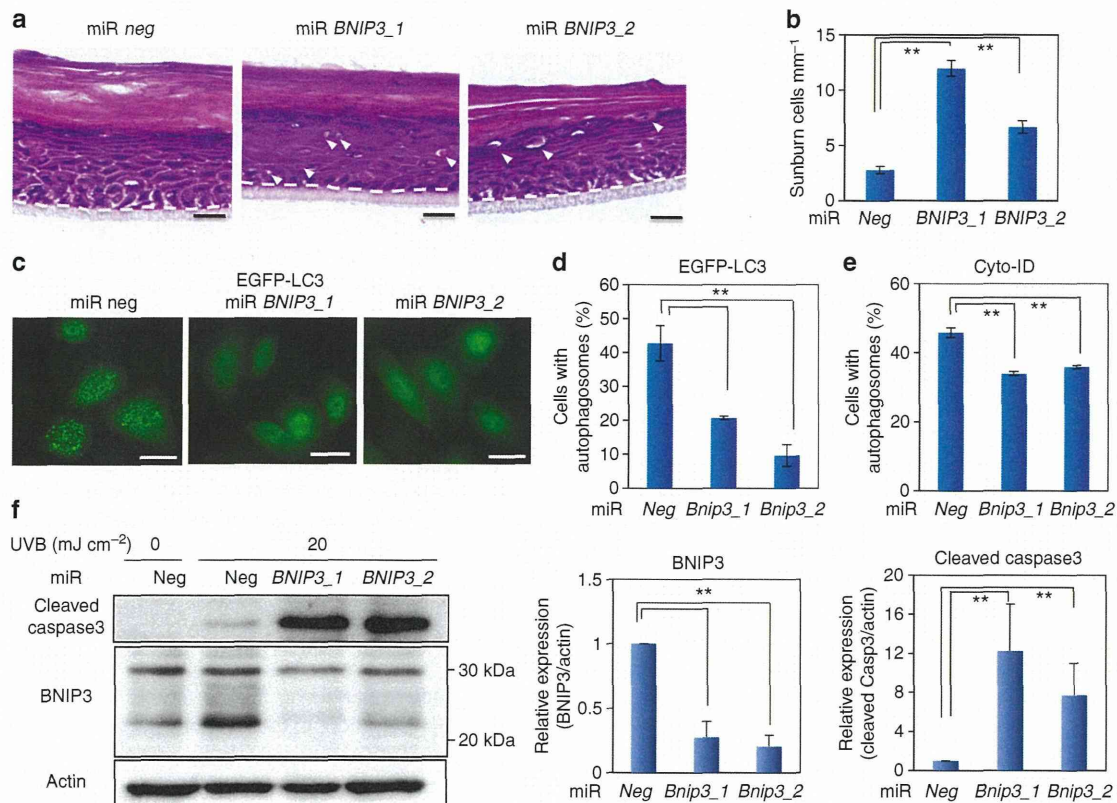 a
miR neg
miR BNIP3_1
miR BNIP3_2
b
15
10
5
0
Sunburn cells mm⁻¹
** **
miR Neg BNIP3_1 BNIP3_2
c
EGFP-LC3
miR neg
miR BNIP3_1
miR BNIP3_2
d
EGFP-LC3
60
50
40
30
20
10
0
Cells with
autophagosomes (%)
**
miR Neg Bnip3_1 Bnip3_2
e
Cyto-ID
60
40
20
0
Cells with
autophagosomes (%)
** **
miR Neg Bnip3_1 Bnip3_2
f
UVB (mJ cm⁻²) 0 20
miR Neg Neg BNIP3_1 BNIP3_2
Cleaved
caspase3
BNIP3
30 kDa
20 kDa
Actin
BNIP3
1.5
1
0.5
0
Relative expression
(BNIP3/actin)
**
miR Neg Bnip3_1 Bnip3_2
Cleaved caspase3
20
16
12
8
4
0
Relative expression
(cleaved Casp3/actin)
** **
miR Neg Bnip3_1 Bnip3_2